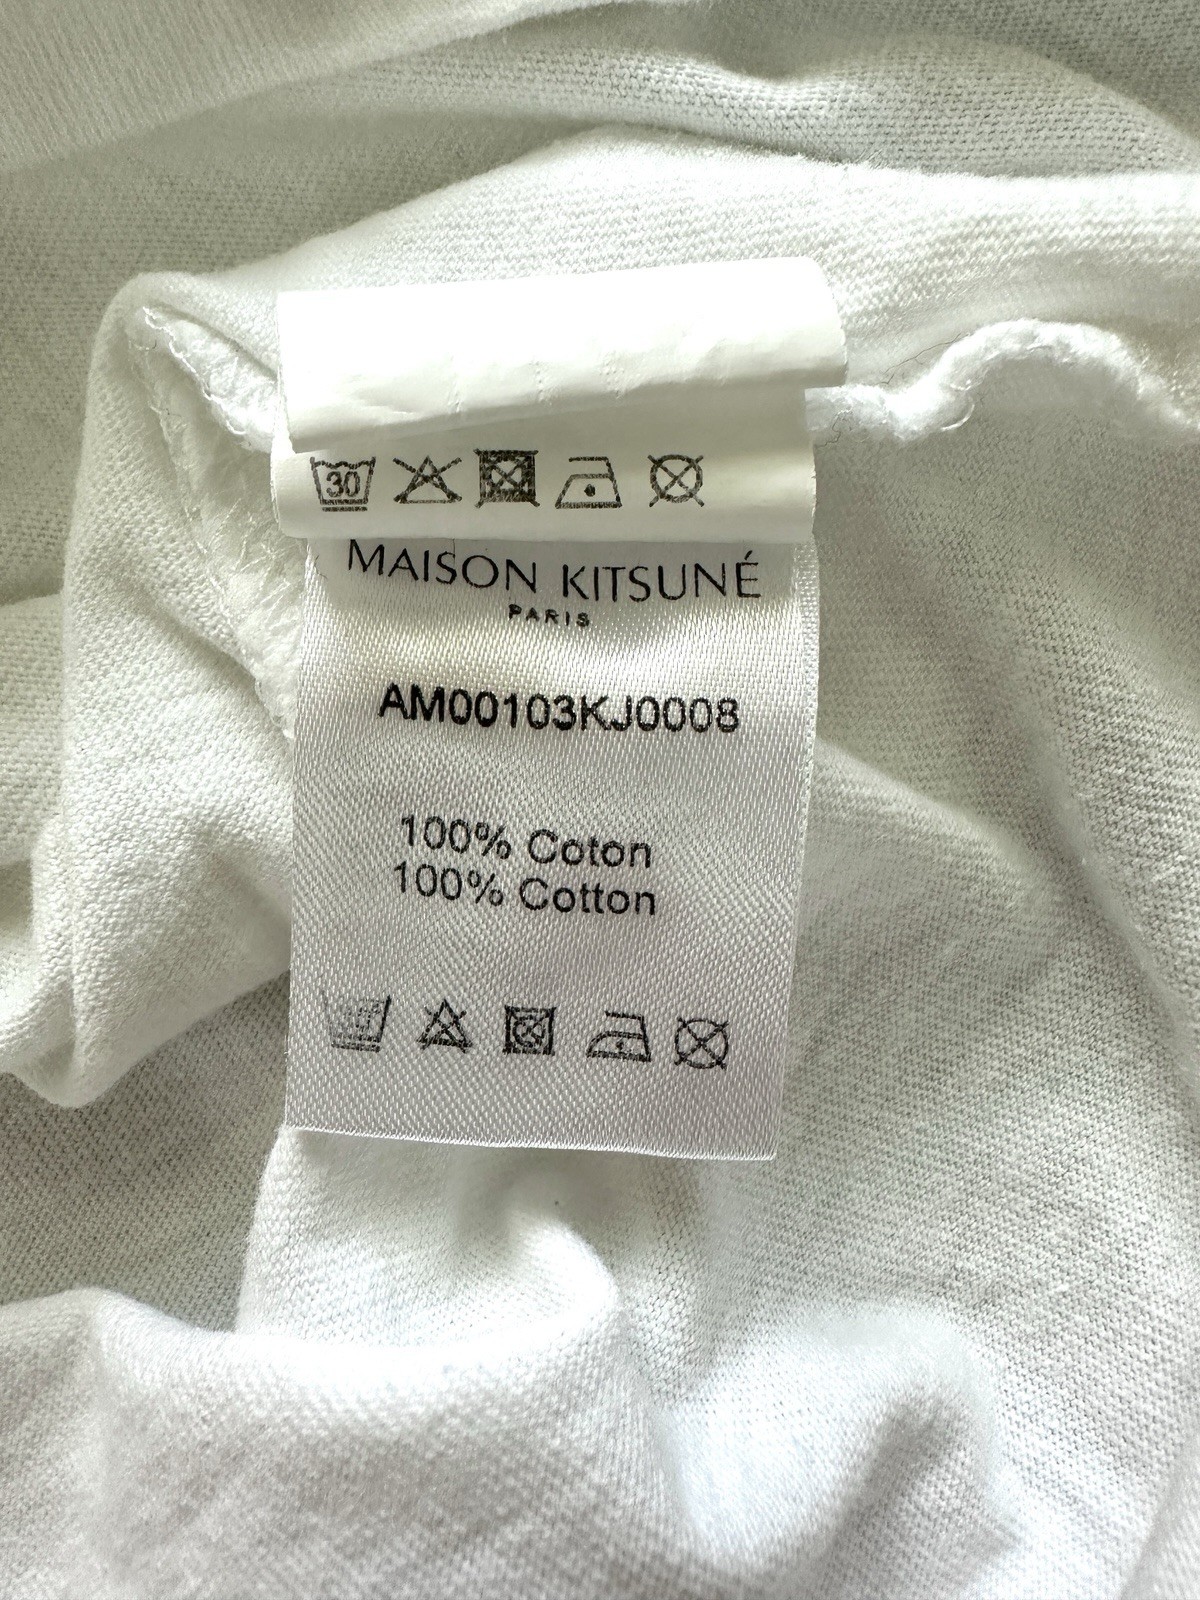 30
MAISON KITSUNÉ
PARIS
AM00103KJ0008
100% Coton
100% Cotton